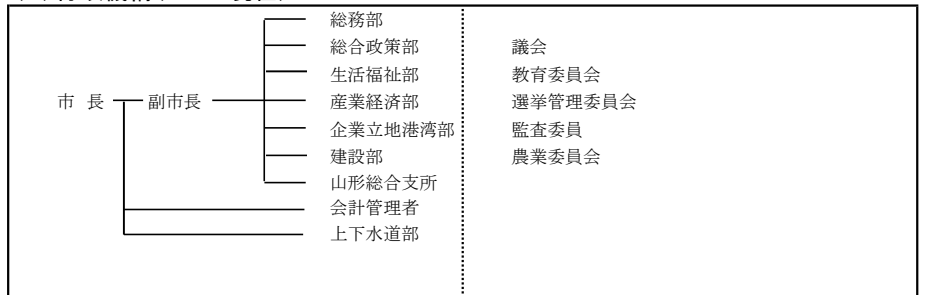 総務部
総合政策部
生活福祉部
市 長 副市長 産業経済部
企業立地港湾部
建設部
山形総合支所
会計管理者
上下水道部
議会
教育委員会
選挙管理委員会
監査委員
農業委員会